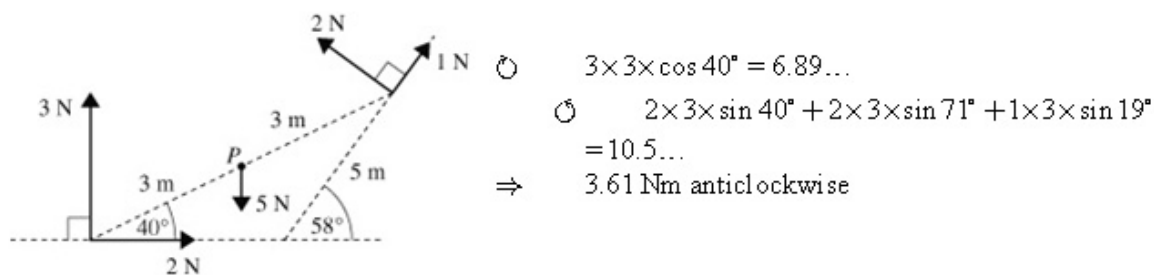 2 N
1 N
3 N
3 m
P
3 m
5 m
5 N
40°
58°
2 N
↻ 3×3×cos 40° = 6.89...
↺ 2×3×sin 40° + 2×3×sin 71° + 1×3×sin 19°
= 10.5...
⇒ 3.61 Nm anticlockwise